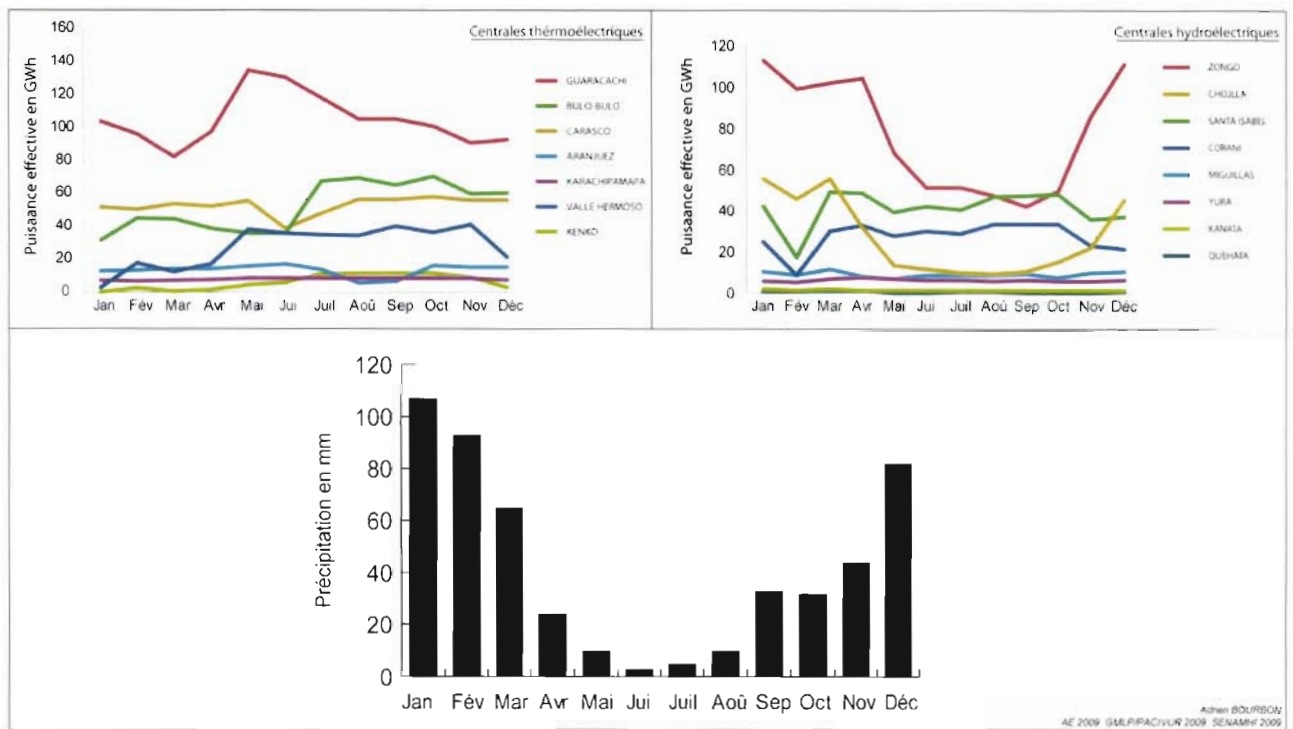 Centrales thérmoélectriques
Puisaance effective en GWh
160
140
120
100
80
60
40
20
0
Jan Fév Mar Avr Mai Jui Juil Aoû Sep Oct Nov Déc
GUARACACHI
BULO-BULO
CARASCO
ARANJUEZ
KARACHIPAMAPA
VALLE HERMOSO
KENKO
Centrales hydroélectriques
Puisaance effective en GWh
120
100
80
60
40
20
0
Jan Fév Mar Avr Mai Jui Juil Aoû Sep Oct Nov Déc
ZONGO
CHOJLLA
SANTA ISABEL
CORANI
MIGUILLAS
YURA
KANATA
QUEHATA
Précipitation en mm
120
100
80
60
40
20
0
Jan Fév Mar Avr Mai Jui Juil Aoû Sep Oct Nov Déc
Adrien BOURSON
AE 2009 GMLP/PACIVUR 2009 SENAMHI 2009